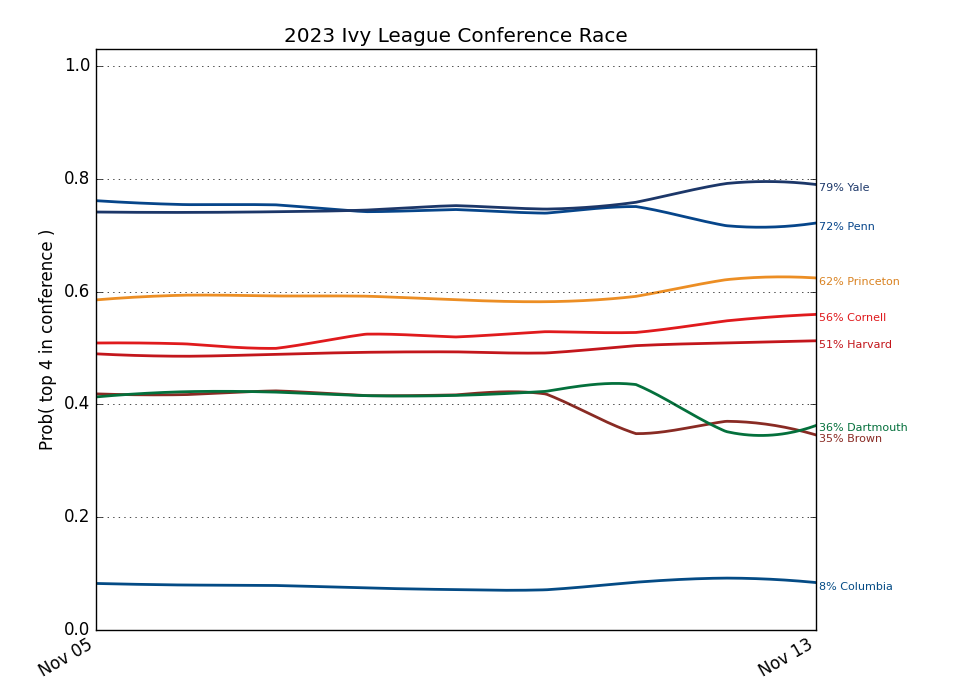 2023 Ivy League Conference Race
Prob( top 4 in conference )
1.0
0.8
0.6
0.4
0.2
0.0
79% Yale
72% Penn
62% Princeton
56% Cornell
51% Harvard
36% Dartmouth
35% Brown
8% Columbia
Nov 05
Nov 13